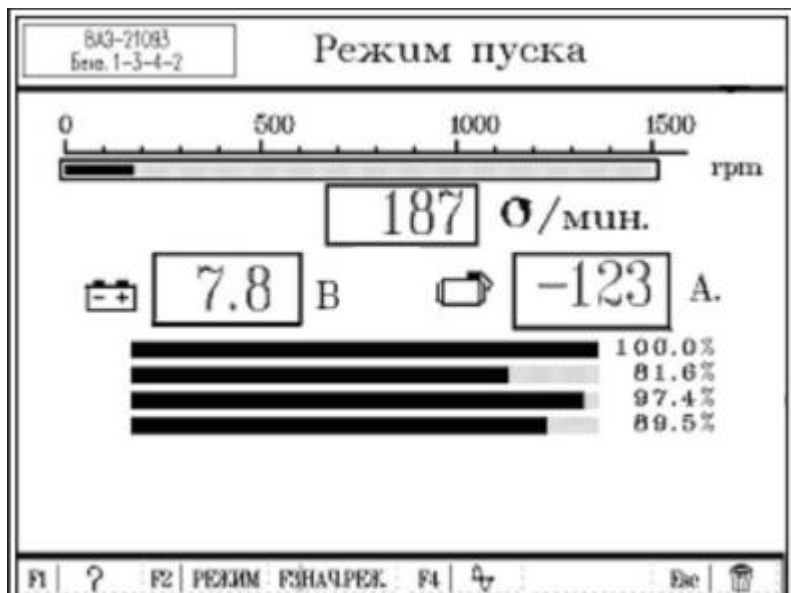 ВАЗ-21083
Бенз. 1-3-4-2
Режим пуска
0 500 1000 1500
rpm
187 /мин.
7.8 В -123 А.
100.0%
81.6%
97.4%
89.5%
F1 ? F2 РЕЖИМ F3НАЧ.РЕЖ. F4 Esc